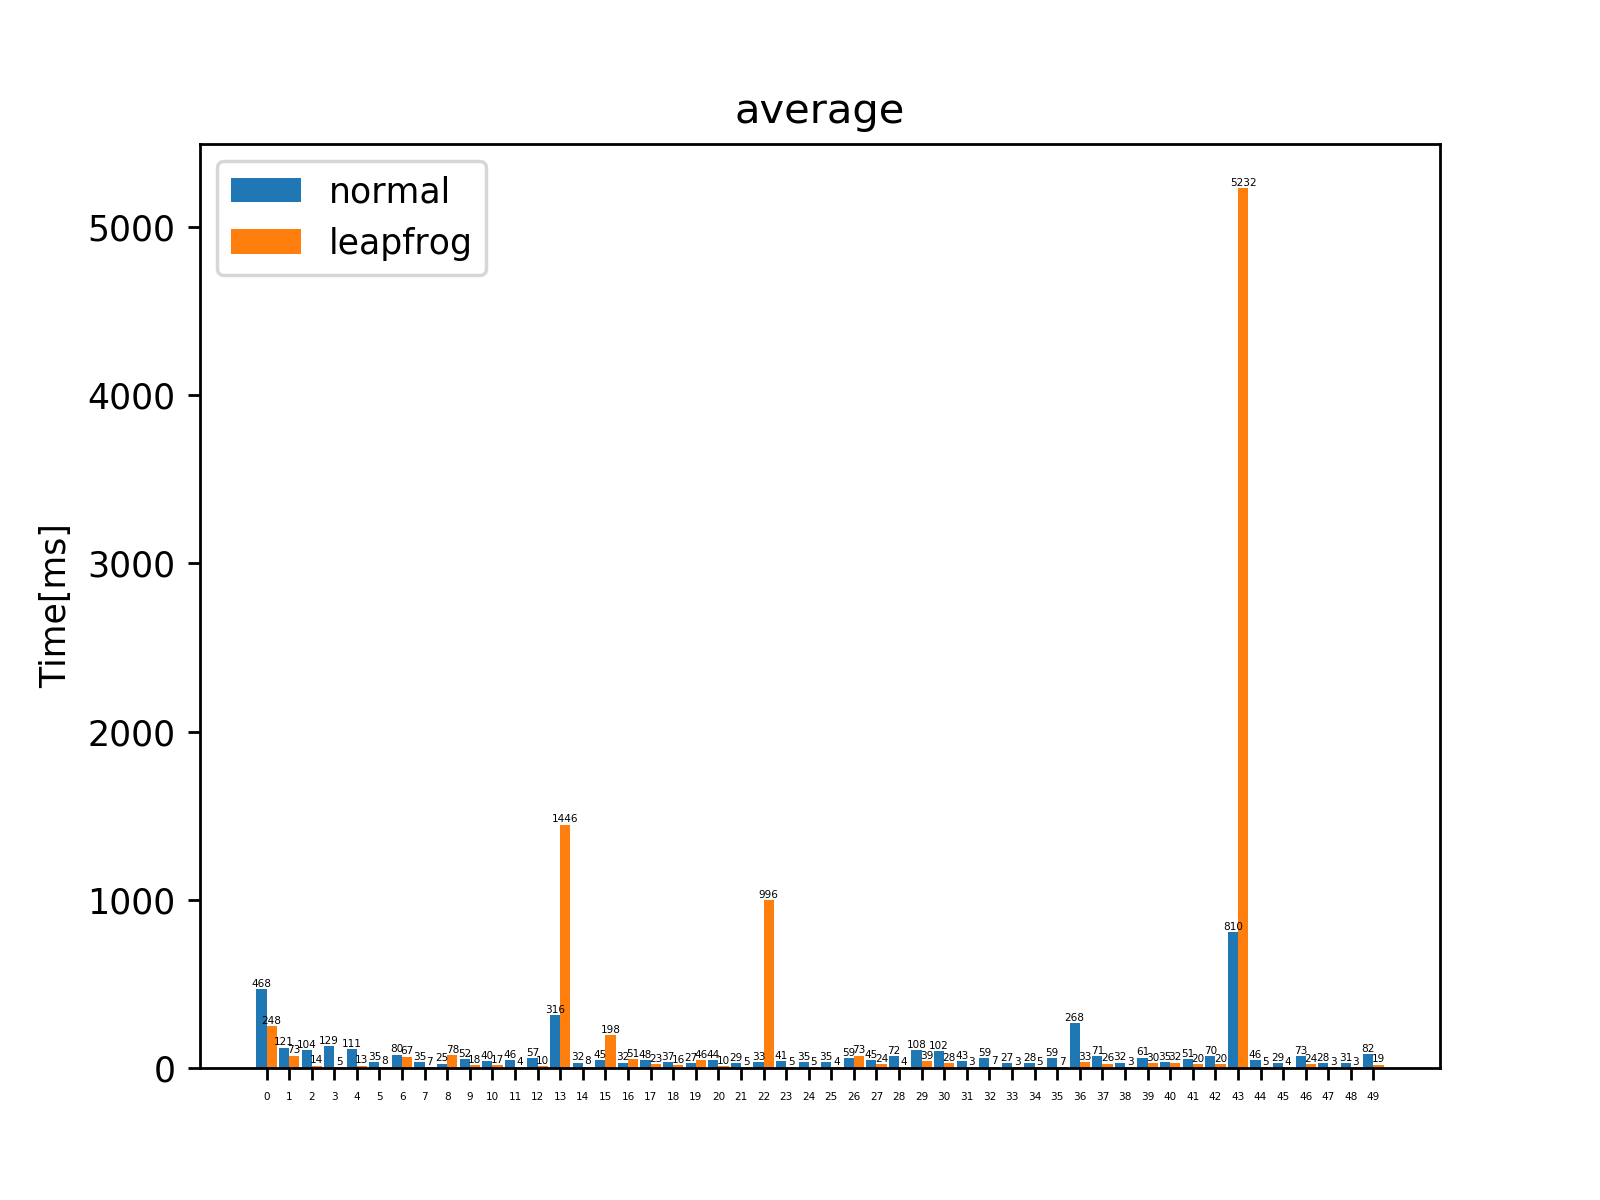 average
normal
leapfrog
Time[ms]
5000
4000
3000
2000
1000
0
468 248 121 73 104 14 129 5 111 13 35 8 80 67 35 7 25 78 52 18 40 17 46 4 57 10 316 1446 32 8 45 198 32 51 48 23 37 16 27 46 44 10 29 5 33 996 41 5 35 5 35 4 59 73 45 24 72 4 108 39 102 28 43 3 59 7 27 3 28 5 59 7 268 33 71 26 32 3 61 30 35 32 51 20 70 20 810 5232 46 5 29 4 73 24 28 3 31 3 82 19
0 1 2 3 4 5 6 7 8 9 10 11 12 13 14 15 16 17 18 19 20 21 22 23 24 25 26 27 28 29 30 31 32 33 34 35 36 37 38 39 40 41 42 43 44 45 46 47 48 49